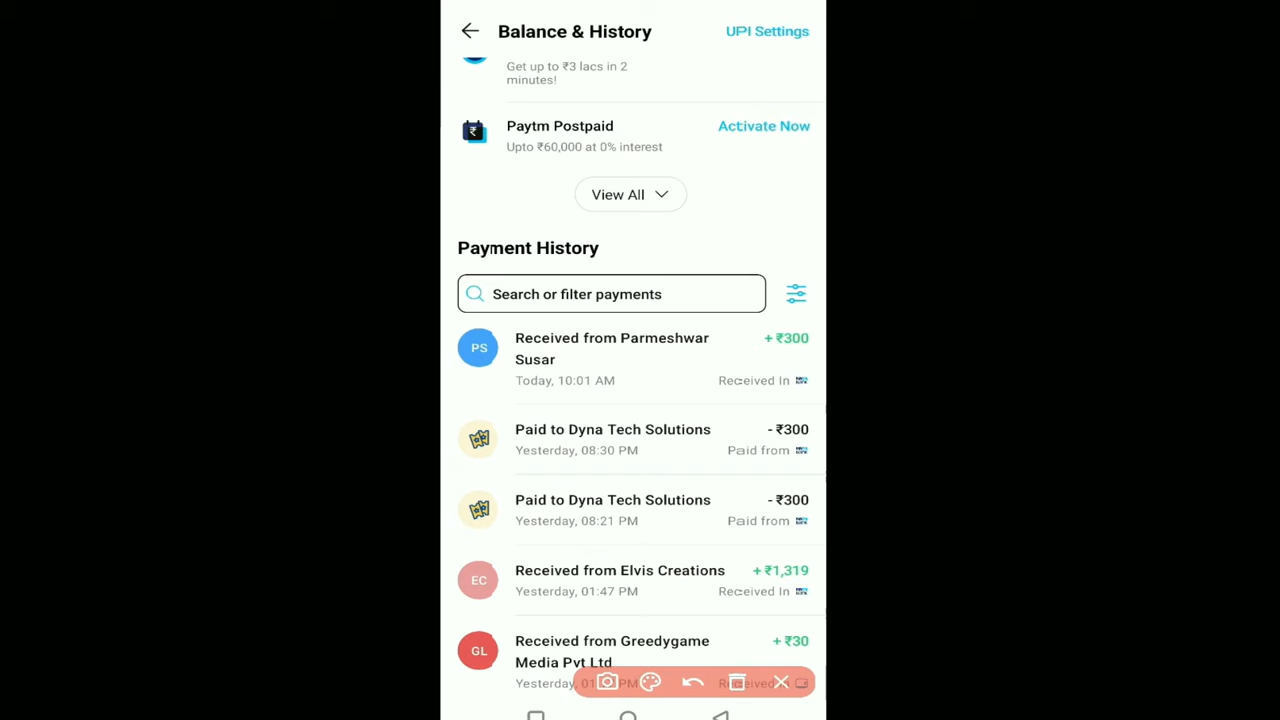 Balance & History UPI Settings
Get up to ₹3 lacs in 2
minutes!
Paytm Postpaid Activate Now
Upto ₹60,000 at 0% interest
View All
Payment History
Search or filter payments
PS Received from Parmeshwar + ₹300
Susar
Today, 10:01 AM Received In
Paid to Dyna Tech Solutions - ₹300
Yesterday, 08:30 PM Paid from
Paid to Dyna Tech Solutions - ₹300
Yesterday, 08:21 PM Paid from
EC Received from Elvis Creations + ₹1,319
Yesterday, 01:47 PM Received In
GL Received from Greedygame + ₹30
Media Pvt Ltd
Yesterday, PM Received In